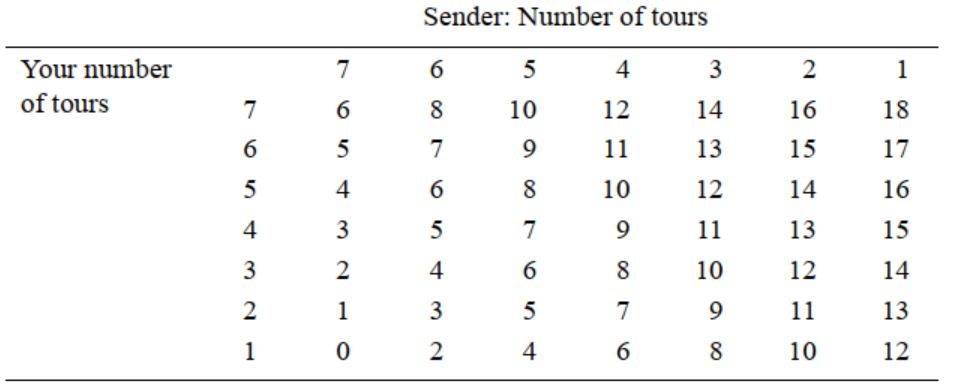 Sender: Number of tours
Your number 7 6 5 4 3 2 1
of tours 7 6 8 10 12 14 16 18
6 5 7 9 11 13 15 17
5 4 6 8 10 12 14 16
4 3 5 7 9 11 13 15
3 2 4 6 8 10 12 14
2 1 3 5 7 9 11 13
1 0 2 4 6 8 10 12